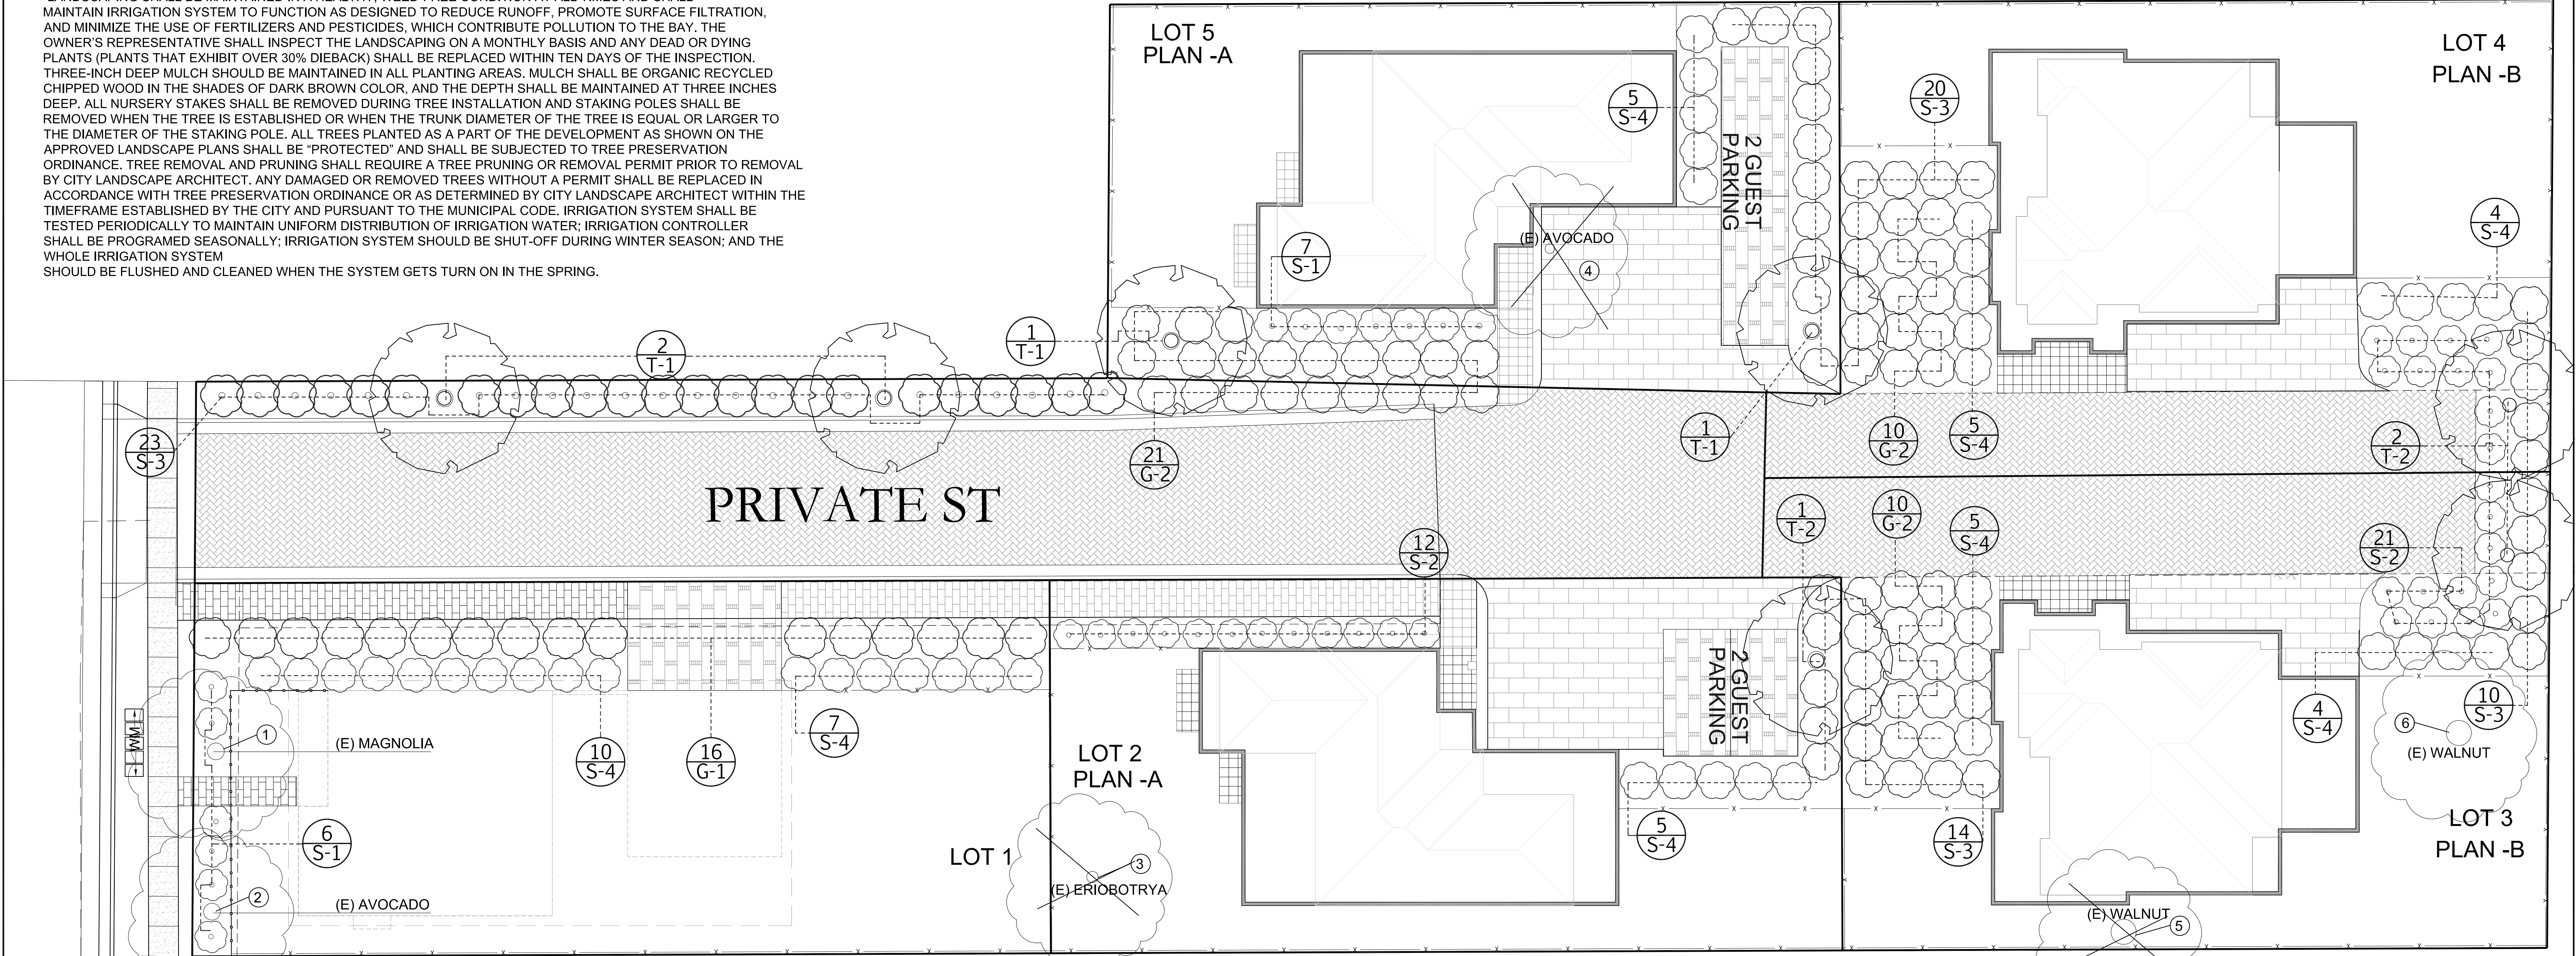 MAINTAIN IRRIGATION SYSTEM TO FUNCTION AS DESIGNED TO REDUCE RUNOFF, PROMOTE SURFACE FILTRATION,
AND MINIMIZE THE USE OF FERTILIZERS AND PESTICIDES, WHICH CONTRIBUTE POLLUTION TO THE BAY. THE
OWNER'S REPRESENTATIVE SHALL INSPECT THE LANDSCAPING ON A MONTHLY BASIS AND ANY DEAD OR DYING
PLANTS (PLANTS THAT EXHIBIT OVER 30% DIEBACK) SHALL BE REPLACED WITHIN TEN DAYS OF THE INSPECTION.
THREE-INCH DEEP MULCH SHOULD BE MAINTAINED IN ALL PLANTING AREAS. MULCH SHALL BE ORGANIC RECYCLED
CHIPPED WOOD IN THE SHADES OF DARK BROWN COLOR, AND THE DEPTH SHALL BE MAINTAINED AT THREE INCHES
DEEP. ALL NURSERY STAKES SHALL BE REMOVED DURING TREE INSTALLATION AND STAKING POLES SHALL BE
REMOVED WHEN THE TREE IS ESTABLISHED OR WHEN THE TRUNK DIAMETER OF THE TREE IS EQUAL OR LARGER TO
THE DIAMETER OF THE STAKING POLE. ALL TREES PLANTED AS A PART OF THE DEVELOPMENT AS SHOWN ON THE
APPROVED LANDSCAPE PLANS SHALL BE "PROTECTED" AND SHALL BE SUBJECTED TO TREE PRESERVATION
ORDINANCE. TREE REMOVAL AND PRUNING SHALL REQUIRE A TREE PRUNING OR REMOVAL PERMIT PRIOR TO REMOVAL
BY CITY LANDSCAPE ARCHITECT. ANY DAMAGED OR REMOVED TREES WITHOUT A PERMIT SHALL BE REPLACED IN
ACCORDANCE WITH TREE PRESERVATION ORDINANCE OR AS DETERMINED BY CITY LANDSCAPE ARCHITECT WITHIN THE
TIMEFRAME ESTABLISHED BY THE CITY AND PURSUANT TO THE MUNICIPAL CODE. IRRIGATION SYSTEM SHALL BE
TESTED PERIODICALLY TO MAINTAIN UNIFORM DISTRIBUTION OF IRRIGATION WATER; IRRIGATION CONTROLLER
SHALL BE PROGRAMED SEASONALLY; IRRIGATION SYSTEM SHOULD BE SHUT-OFF DURING WINTER SEASON; AND THE
WHOLE IRRIGATION SYSTEM
SHOULD BE FLUSHED AND CLEANED WHEN THE SYSTEM GETS TURN ON IN THE SPRING.
LOT 5
PLAN -A
LOT 4
PLAN -B
5
S-4
20
S-3
2 GUEST
PARKING
4
S-4
(E) AVOCADO
4
7
S-1
1
T-1
2
T-1
23
S-3
21
G-2
1
T-1
10
G-2
5
S-4
2
T-2
PRIVATE ST
12
S-2
1
T-2
10
G-2
5
S-4
21
S-2
2 GUEST
PARKING
1
(E) MAGNOLIA
10
S-4
16
G-1
7
S-4
LOT 2
PLAN -A
4
S-4
10
S-3
6
(E) WALNUT
6
S-1
LOT 1
3
(E) ERIOBOTRYA
5
S-4
14
S-3
LOT 3
PLAN -B
2
(E) AVOCADO
(E) WALNUT
5